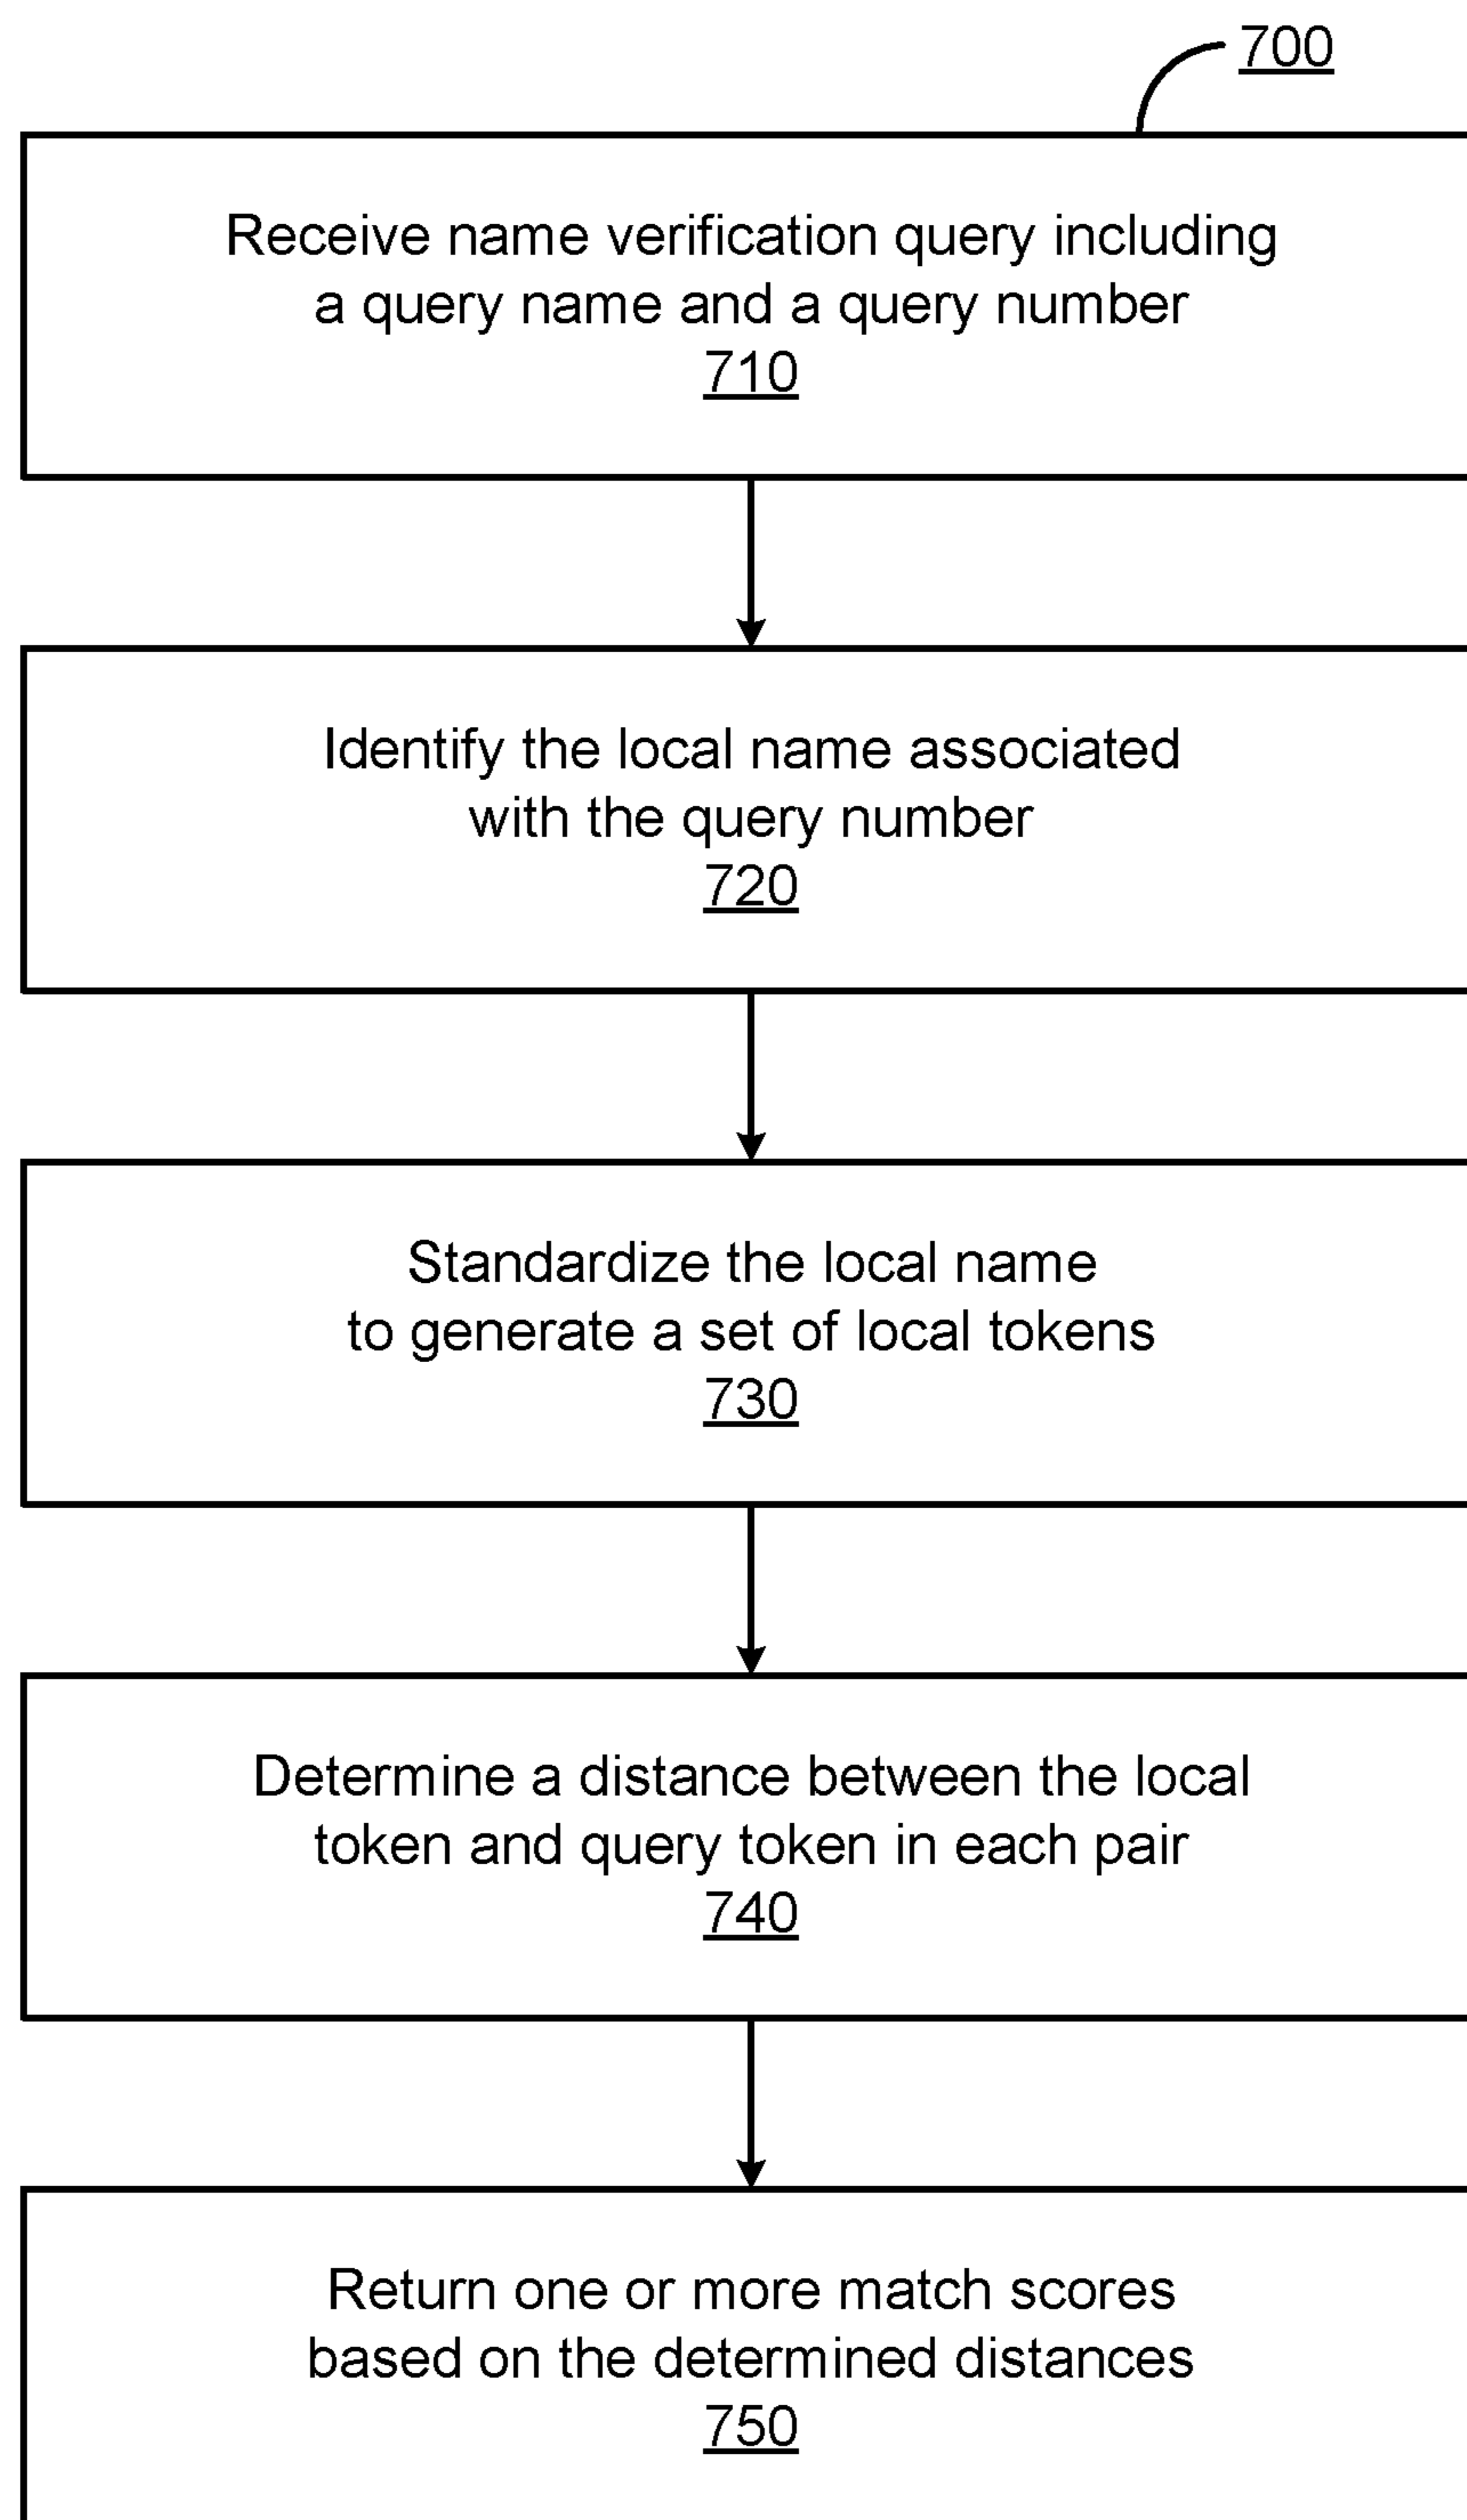 700
Receive name verification query including
a query name and a query number
710
Identify the local name associated
with the query number
720
Standardize the local name
to generate a set of local tokens
730
Determine a distance between the local
token and query token in each pair
740
Return one or more match scores
based on the determined distances
750